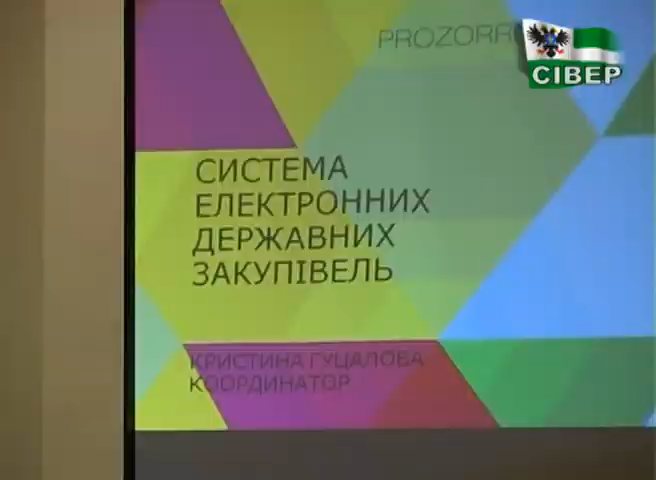 PROZORR
СІВЕР
СИСТЕМА
ЕЛЕКТРОННИХ
ДЕРЖАВНИХ
ЗАКУПІВЕЛЬ
КРИСТИНА ГУЦАЛОВА
КООРДИНАТОР